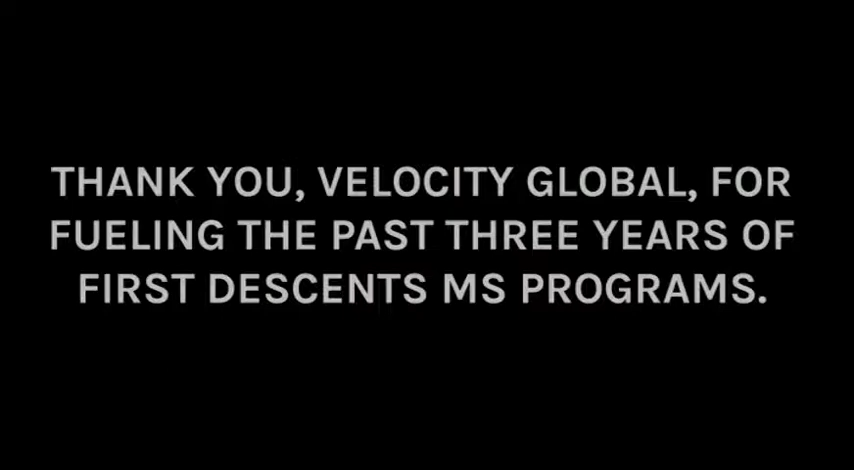 THANK YOU, VELOCITY GLOBAL, FOR
FUELING THE PAST THREE YEARS OF
FIRST DESCENTS MS PROGRAMS.